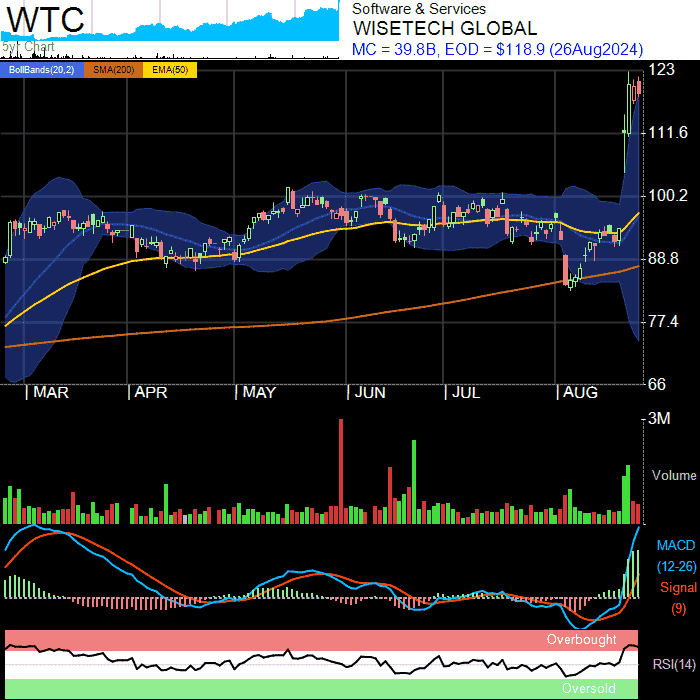 WTC
5yr Chart
Software & Services
WISETECH GLOBAL
MC = 39.8B, EOD = $118.9 (26Aug2024)
BollBands(20,2) SMA(200) EMA(50)
123
111.6
100.2
88.8
77.4
66
MAR APR MAY JUN JUL AUG
3M
Volume
MACD
(12-26)
Signal
(9)
Overbought
RSI(14)
Oversold